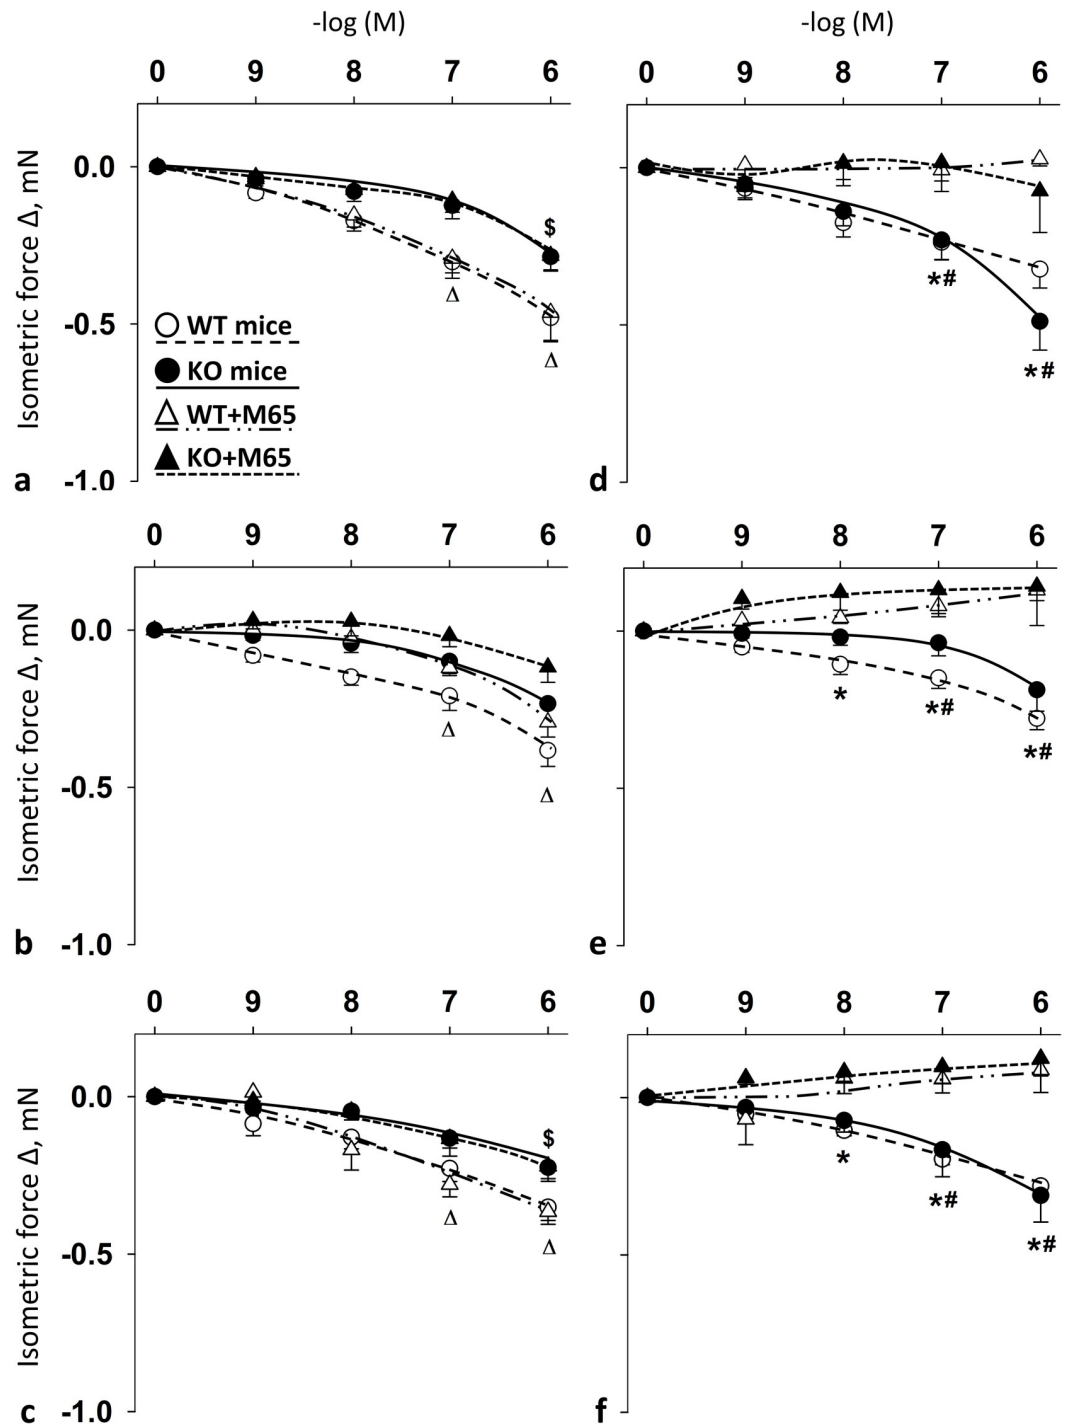 -log (M)
-log (M)
0 9 8 7 6
0 9 8 7 6
Isometric force Δ, mN
0.0
-0.5
-1.0
$
Δ
Δ
WT mice
KO mice
WT+M65
KO+M65
a
*#
*#
d
0 9 8 7 6
0 9 8 7 6
Isometric force Δ, mN
0.0
-0.5
-1.0
Δ
Δ
b
*
*#
*#
e
0 9 8 7 6
0 9 8 7 6
Isometric force Δ, mN
0.0
-0.5
-1.0
$
Δ
Δ
c
*
*#
*#
f